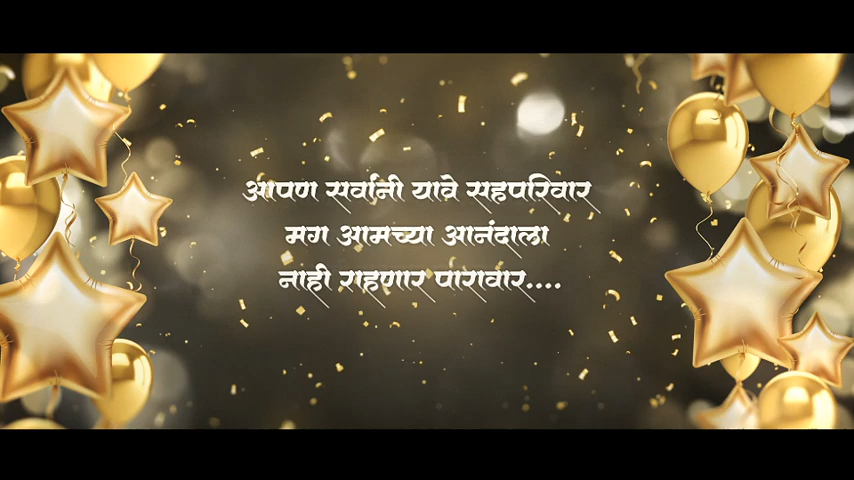 आपण सर्वांनी यावे सहपरिवार
मग आमच्या आनंदाला
नाही राहणार पारावार....